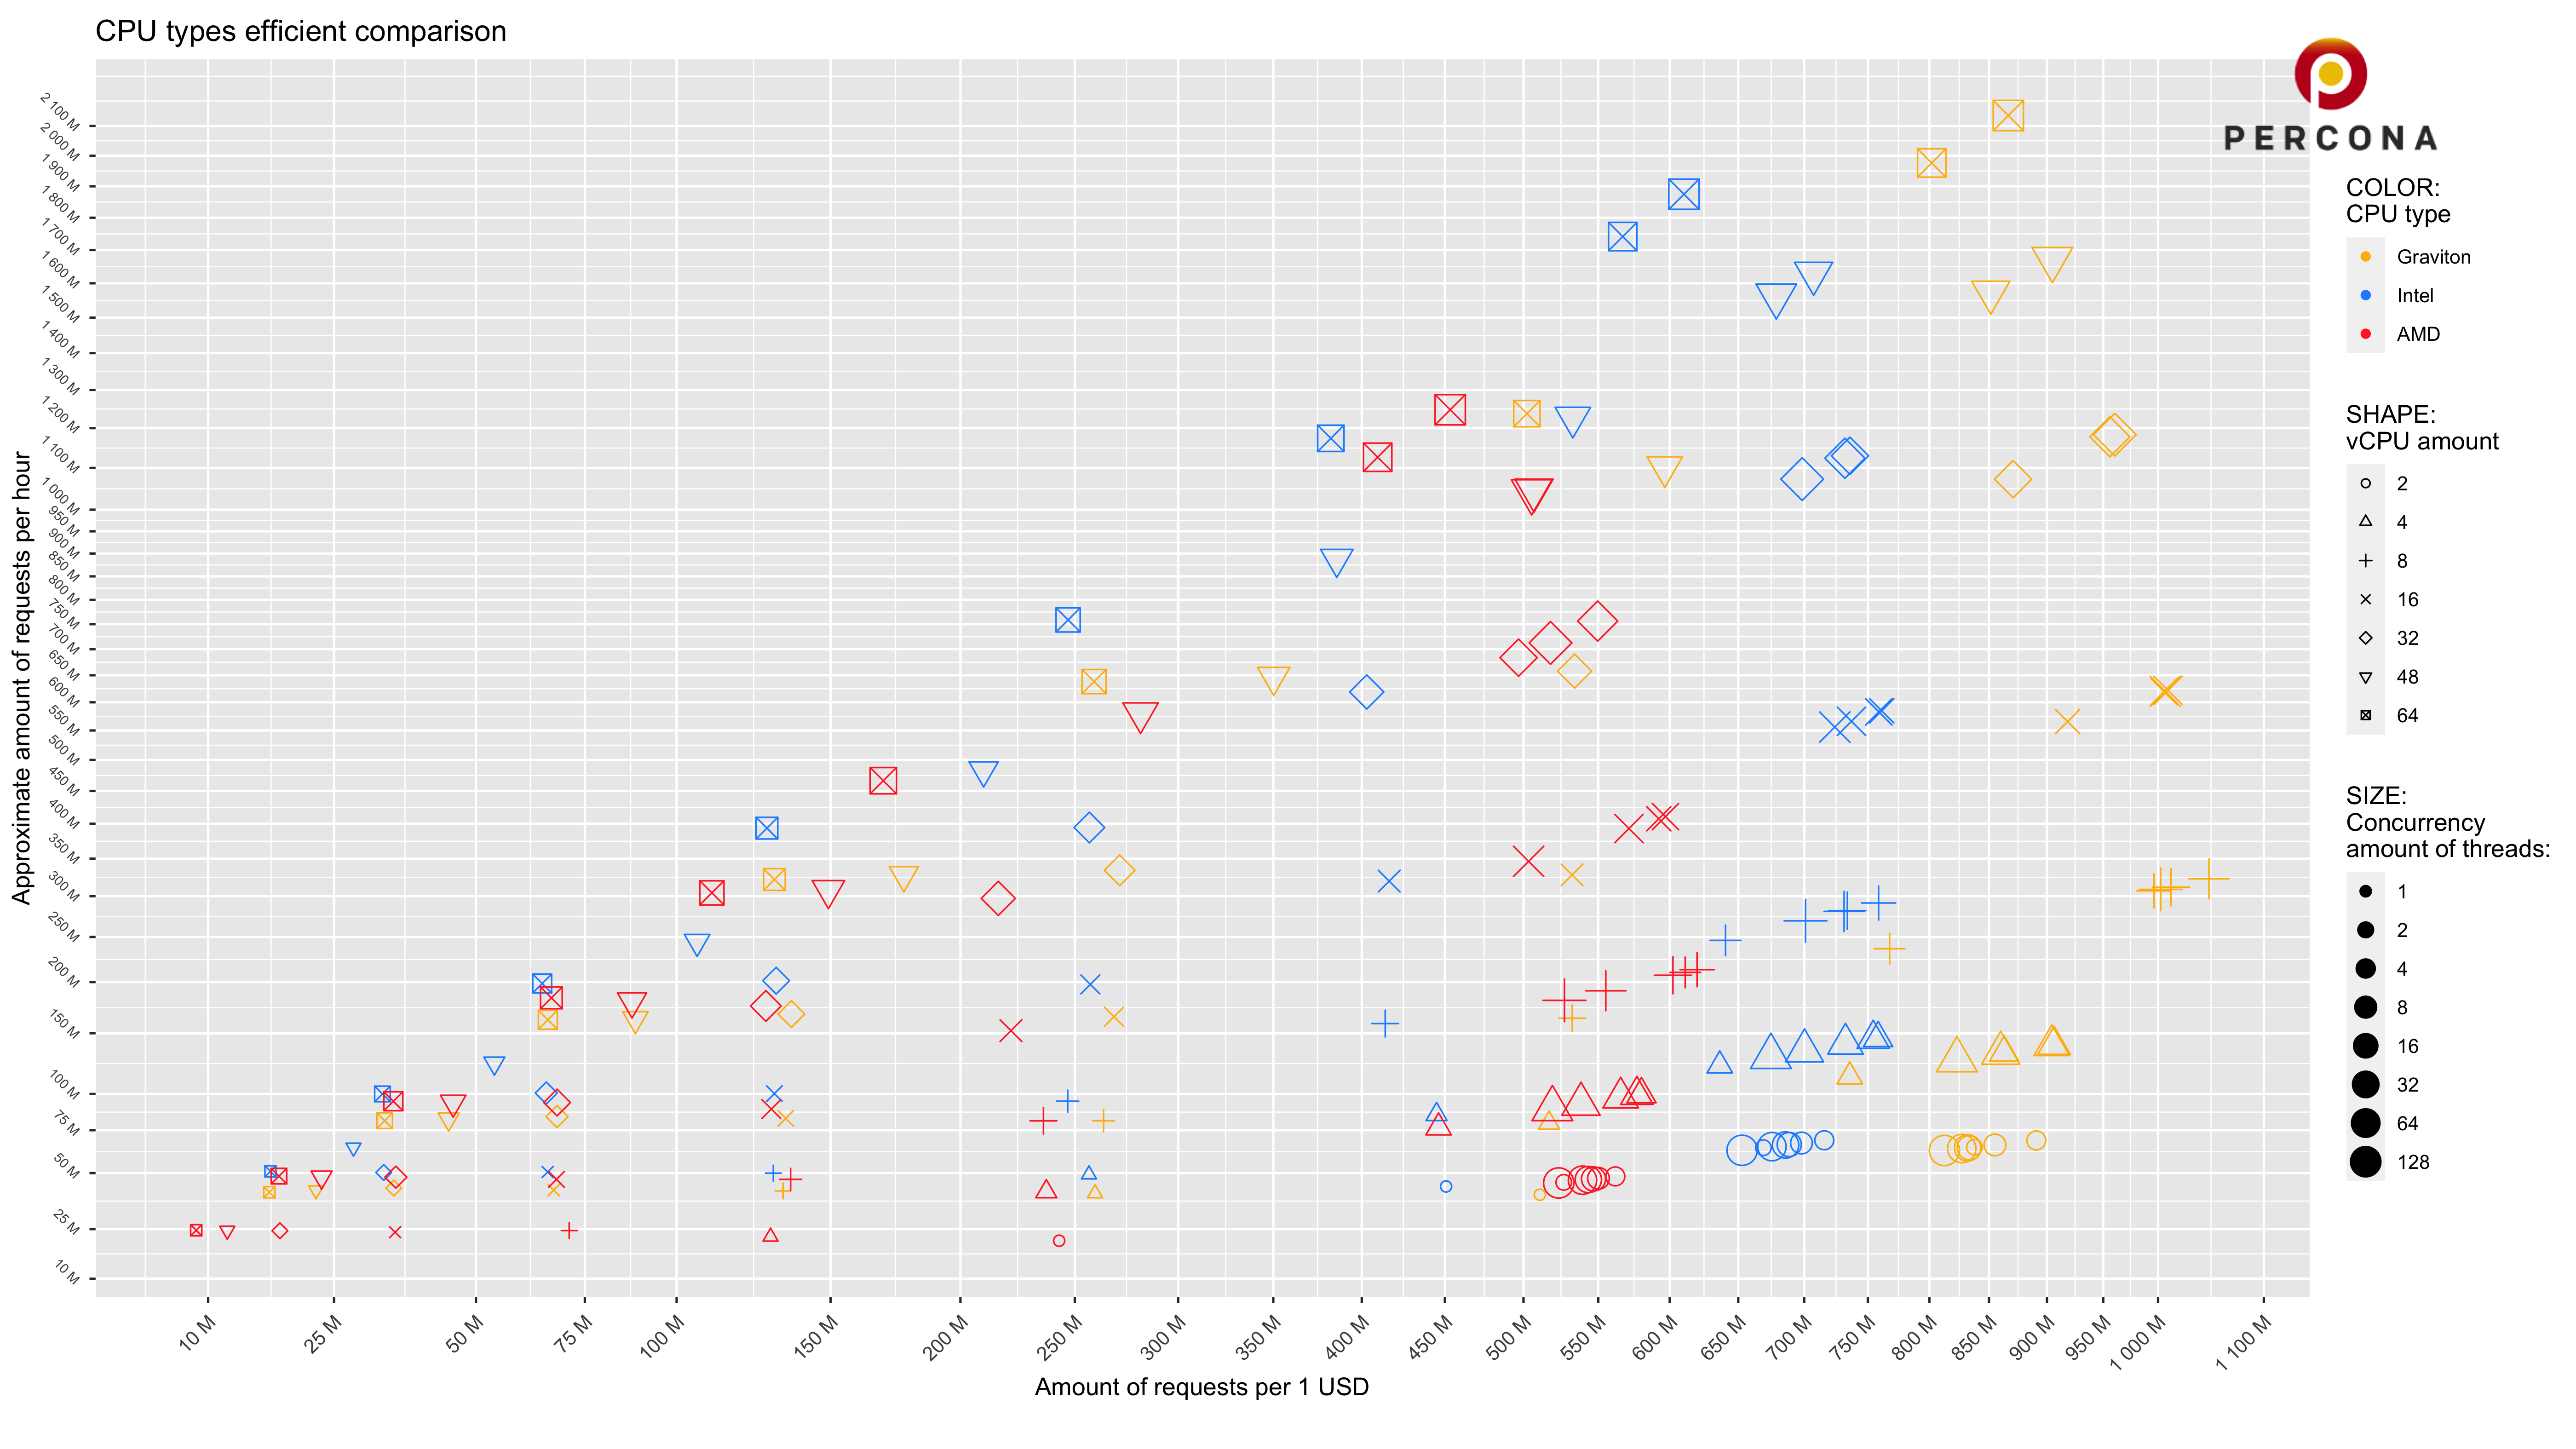 CPU types efficient comparison
PERCONA
Approximate amount of requests per hour
2 100 M
2 000 M
1 900 M
1 800 M
1 700 M
1 600 M
1 500 M
1 400 M
1 300 M
1 200 M
1 100 M
1 000 M
950 M
900 M
850 M
800 M
750 M
700 M
650 M
600 M
550 M
500 M
450 M
400 M
350 M
300 M
250 M
200 M
150 M
100 M
75 M
50 M
25 M
10 M
10 M
25 M
50 M
75 M
100 M
150 M
200 M
250 M
300 M
350 M
400 M
450 M
500 M
550 M
600 M
650 M
700 M
750 M
800 M
850 M
900 M
950 M
1 000 M
1 100 M
Amount of requests per 1 USD
COLOR:
CPU type
Graviton
Intel
AMD
SHAPE:
vCPU amount
2
4
8
16
32
48
64
SIZE:
Concurrency
amount of threads:
1
2
4
8
16
32
64
128